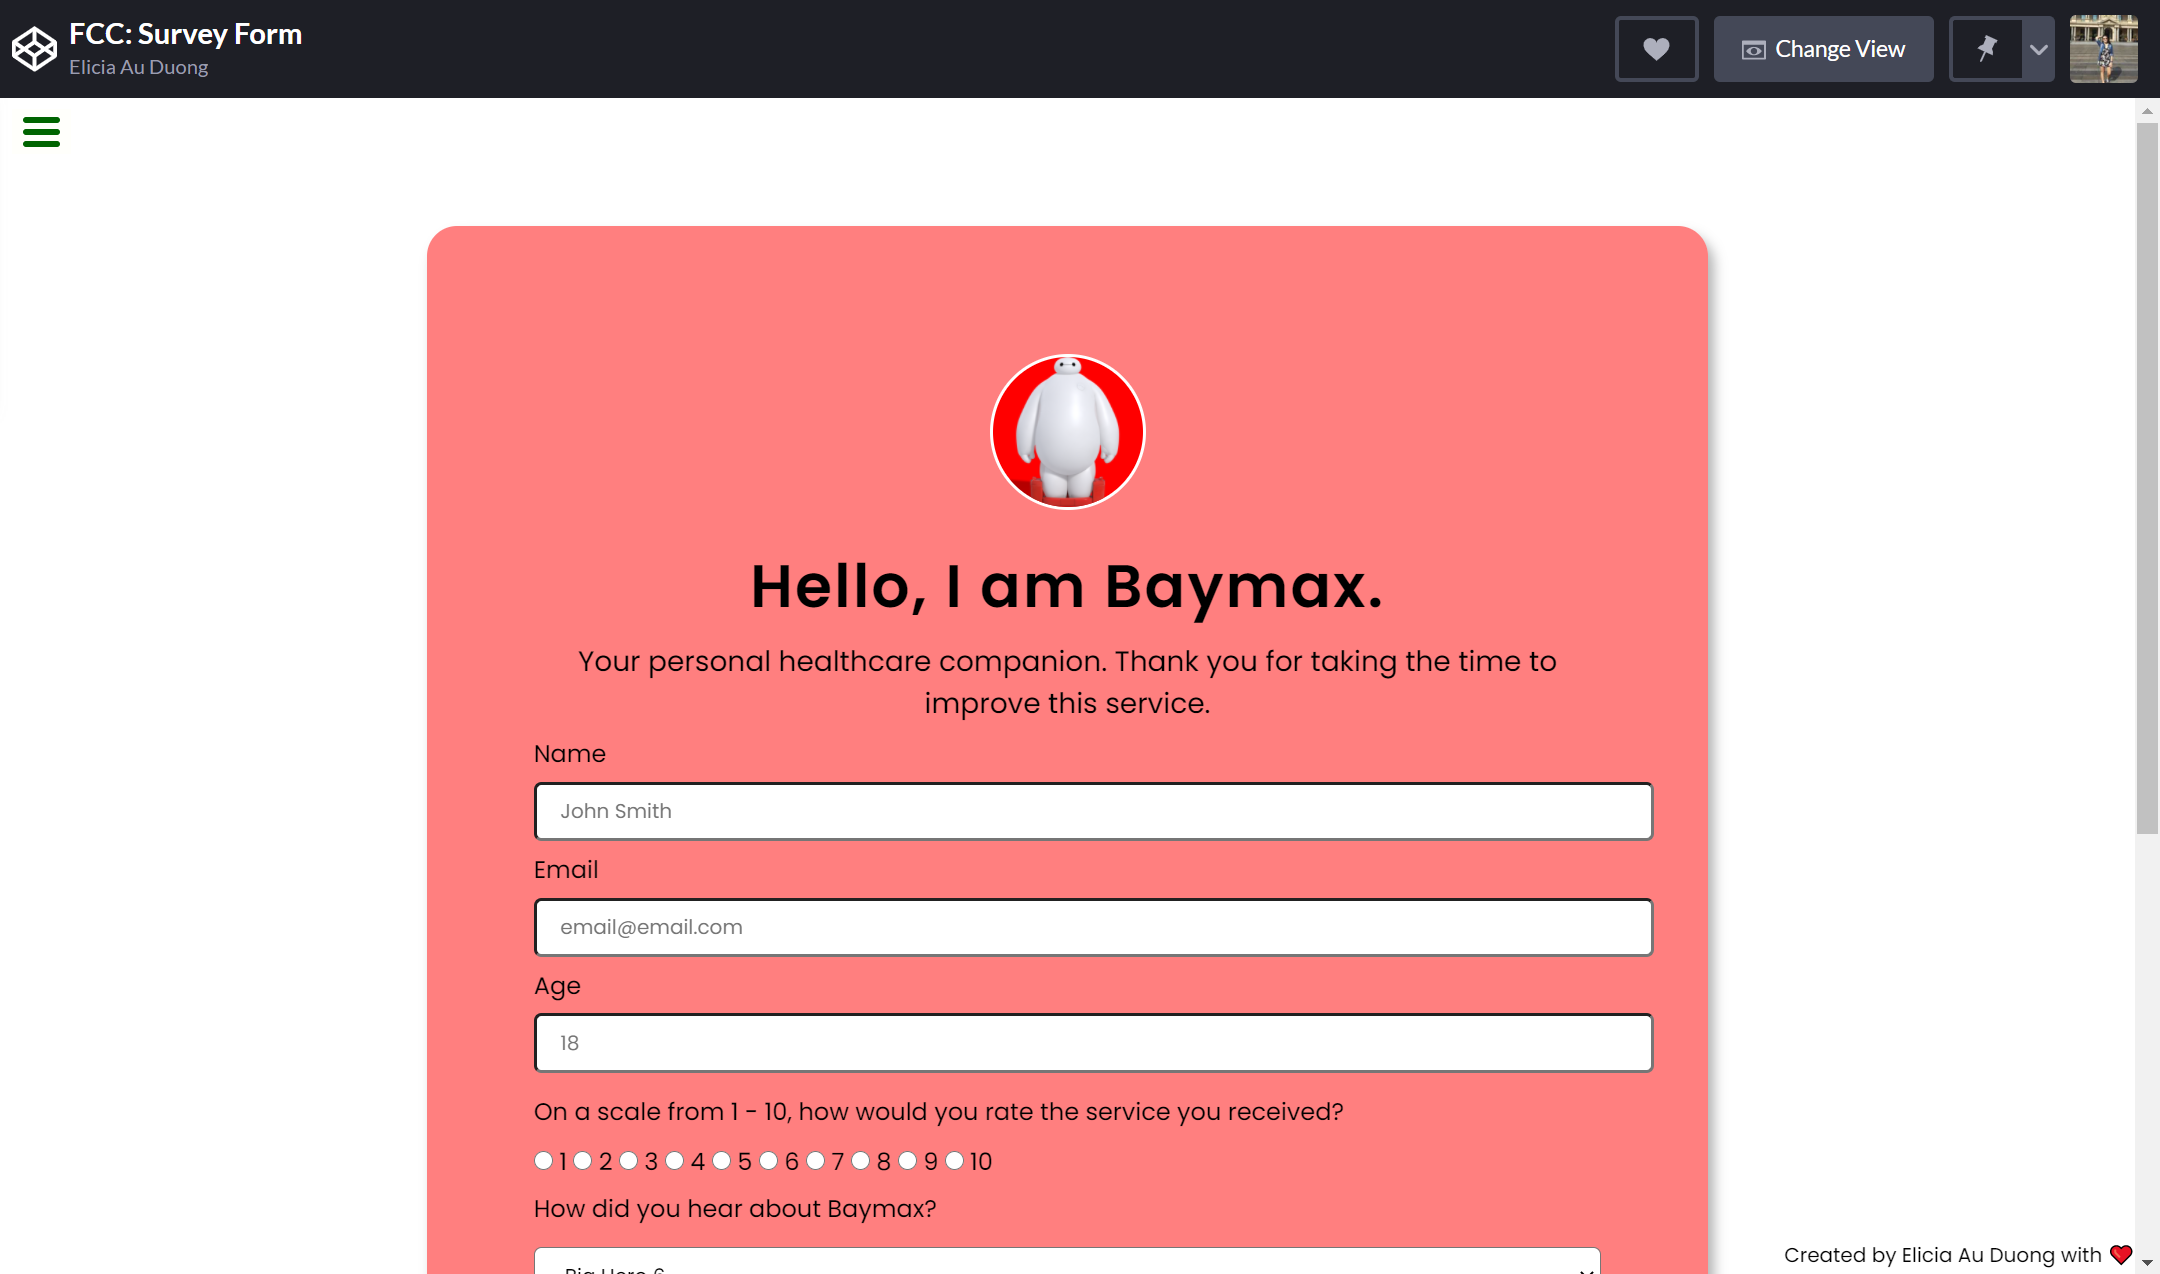 FCC: Survey Form
Elicia Au Duong
Change View
Hello, I am Baymax.
Your personal healthcare companion. Thank you for taking the time to
improve this service.
Name
John Smith
Email
email@email.com
Age
18
On a scale from 1 - 10, how would you rate the service you received?
1 2 3 4 5 6 7 8 9 10
How did you hear about Baymax?
Big Hero 6
Created by Elicia Au Duong with ❤️